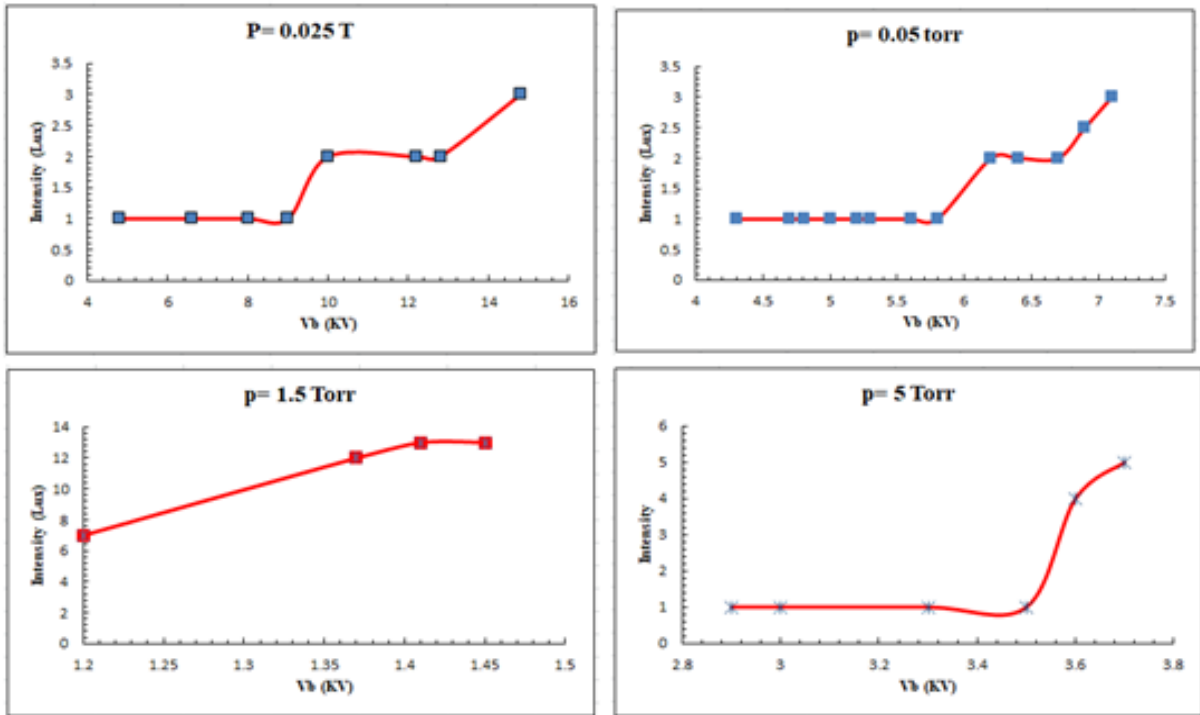 P= 0.025 T
Intensity (Lux)
3.5
3
2.5
2
1.5
1
0.5
0
4 6 8 10 12 14 16
Vb (KV)
p= 0.05 torr
Intensity (Lux)
3.5
3
2.5
2
1.5
1
0.5
0
4 4.5 5 5.5 6 6.5 7 7.5
Vb (KV)
p= 1.5 Torr
Intensity (Lux)
14
12
10
8
6
4
2
0
1.2 1.25 1.3 1.35 1.4 1.45 1.5
Vb (KV)
p= 5 Torr
Intensity
6
5
4
3
2
1
0
2.8 3 3.2 3.4 3.6 3.8
Vb (KV)